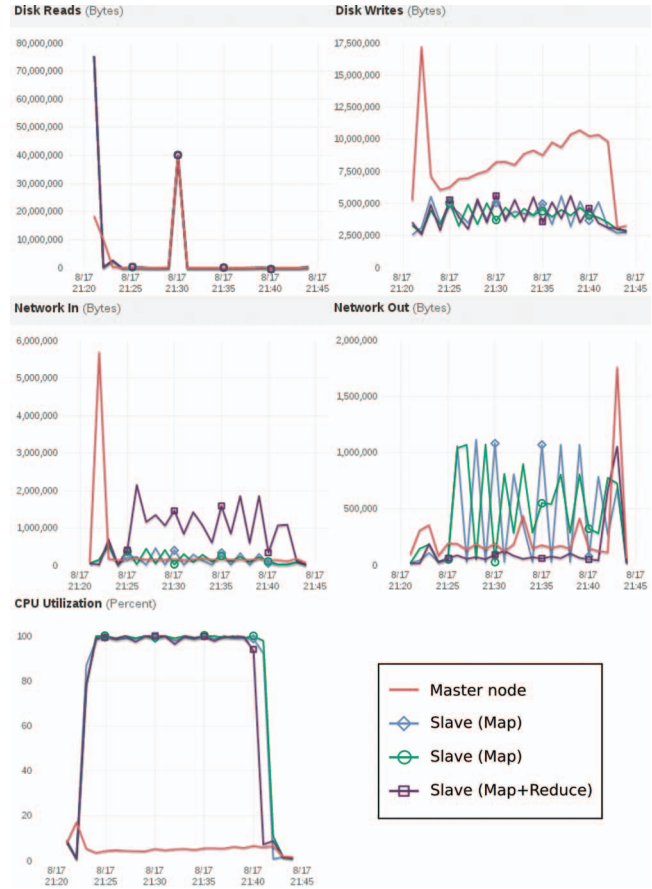 Disk Reads (Bytes)
80,000,000
70,000,000
60,000,000
50,000,000
40,000,000
30,000,000
20,000,000
10,000,000
0
8/17 8/17 8/17 8/17 8/17 8/17
21:20 21:25 21:30 21:35 21:40 21:45
Disk Writes (Bytes)
17,500,000
15,000,000
12,500,000
10,000,000
7,500,000
5,000,000
2,500,000
0
8/17 8/17 8/17 8/17 8/17 8/17
21:20 21:25 21:30 21:35 21:40 21:45
Network In (Bytes)
6,000,000
5,000,000
4,000,000
3,000,000
2,000,000
1,000,000
0
8/17 8/17 8/17 8/17 8/17 8/17
21:20 21:25 21:30 21:35 21:40 21:45
Network Out (Bytes)
2,000,000
1,500,000
1,000,000
500,000
0
8/17 8/17 8/17 8/17 8/17 8/17
21:20 21:25 21:30 21:35 21:40 21:45
CPU Utilization (Percent)
100
80
60
40
20
0
8/17 8/17 8/17 8/17 8/17 8/17
21:20 21:25 21:30 21:35 21:40 21:45
Master node
Slave (Map)
Slave (Map)
Slave (Map+Reduce)